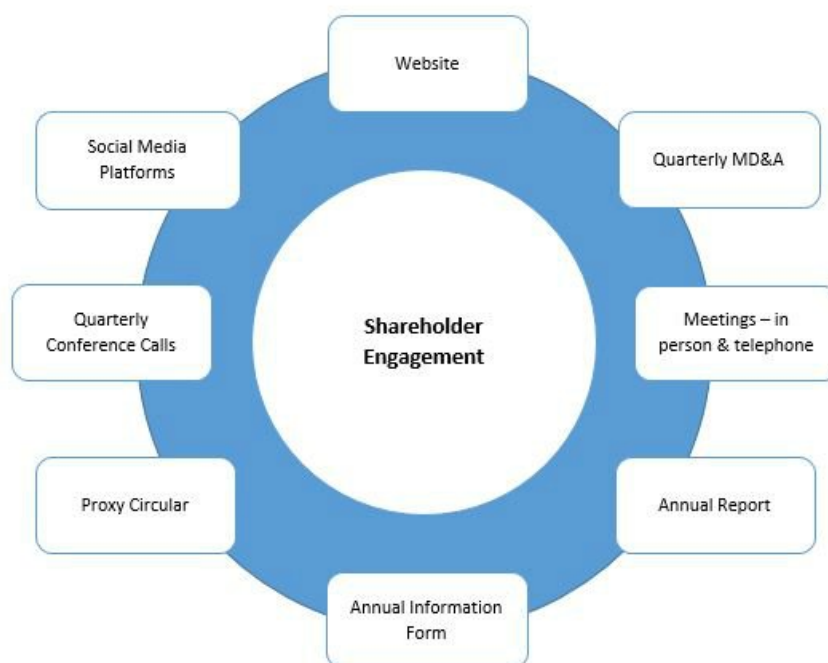 Website
Social Media
Platforms
Quarterly MD&A
Quarterly
Conference Calls
Shareholder
Engagement
Meetings – in
person & telephone
Proxy Circular
Annual Report
Annual Information
Form